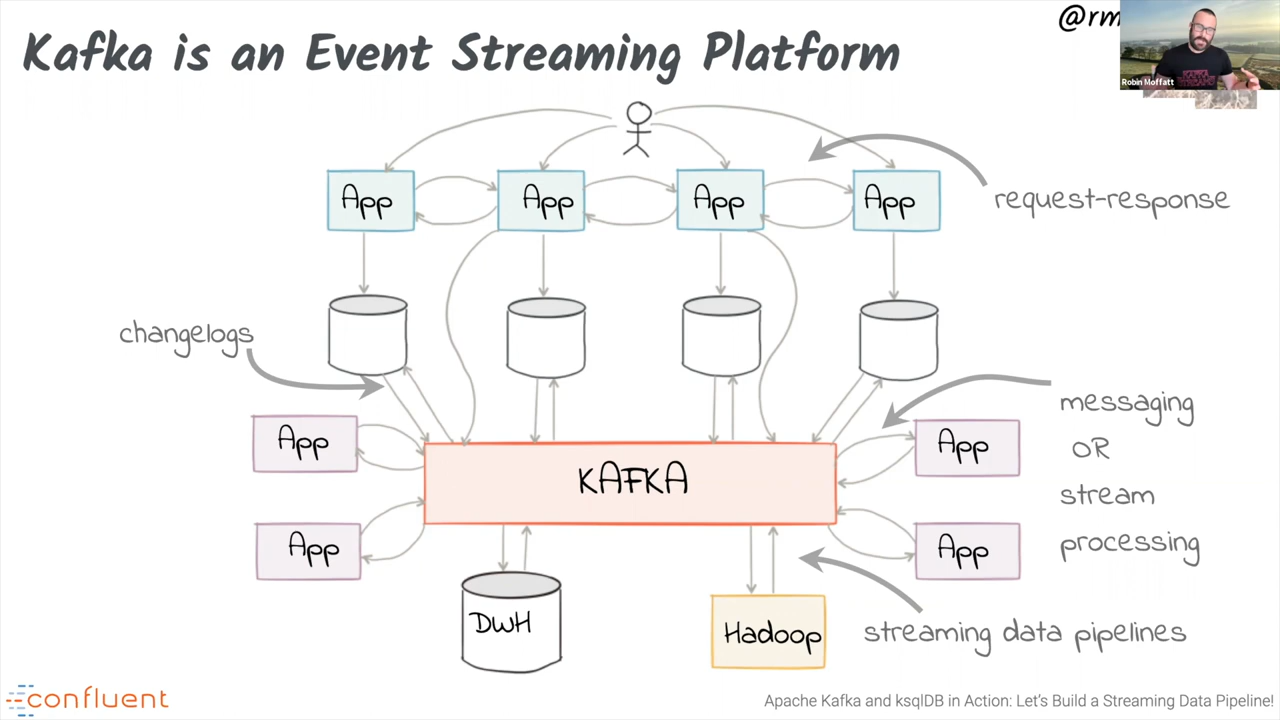 @rm
Kafka is an Event Streaming Platform
Robin Moffatt
App
App
App
App
request-response
changelogs
messaging
OR
stream
processing
App
App
KAFKA
App
App
DWH
Hadoop
streaming data pipelines
confluent
Apache Kafka and ksqlDB in Action: Let's Build a Streaming Data Pipeline!